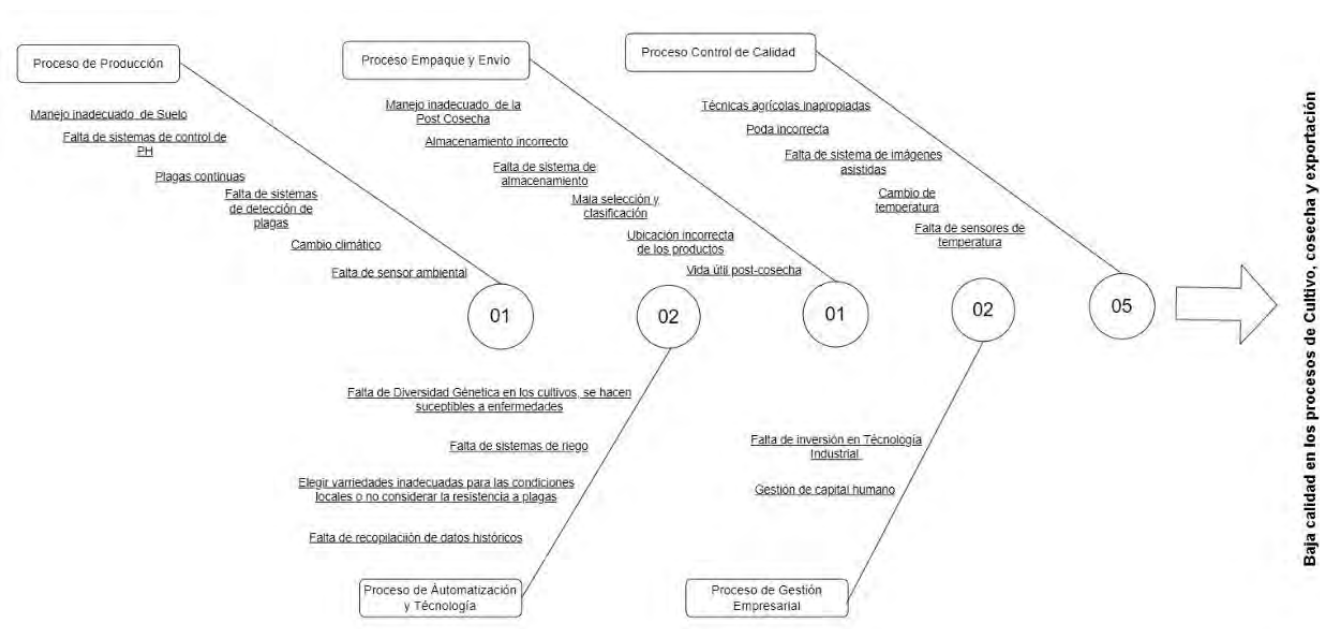 Proceso de Producción
Manejo inadecuado de Suelo
Falta de sistemas de control de
PH
Plagas continuas
Falta de sistemas
de detección de
plagas
Cambio climático
Falta de sensor ambiental
01
Proceso Empaque y Envío
Manejo inadecuado de la
Post Cosecha
Almacenamiento incorrecto
Falta de sistema de
almacenamiento
Mala selección y
clasificación
Ubicación incorrecta
de los productos
Vida útil post-cosecha
01
Proceso Control de Calidad
Técnicas agrícolas inapropiadas
Poda incorrecta
Falta de sistema de imágenes
asistidas
Cambio de
temperatura
Falta de sensores de
temperatura
05
02
Falta de Diversidad Génetica en los cultivos, se hacen
suceptibles a enfermedades
Falta de sistemas de riego
Elegir varriedades inadecuadas para las condiciones
locales o no considerar la resistencia a plagas
Falta de recopilaciión de datos históricos
Proceso de Àutomatización
y Técnología
02
Falta de inversión en Técnología
Industrial
Gestión de capital humano
Proceso de Gestión
Empresarial
Baja calidad en los procesos de Cultivo, cosecha y exportación